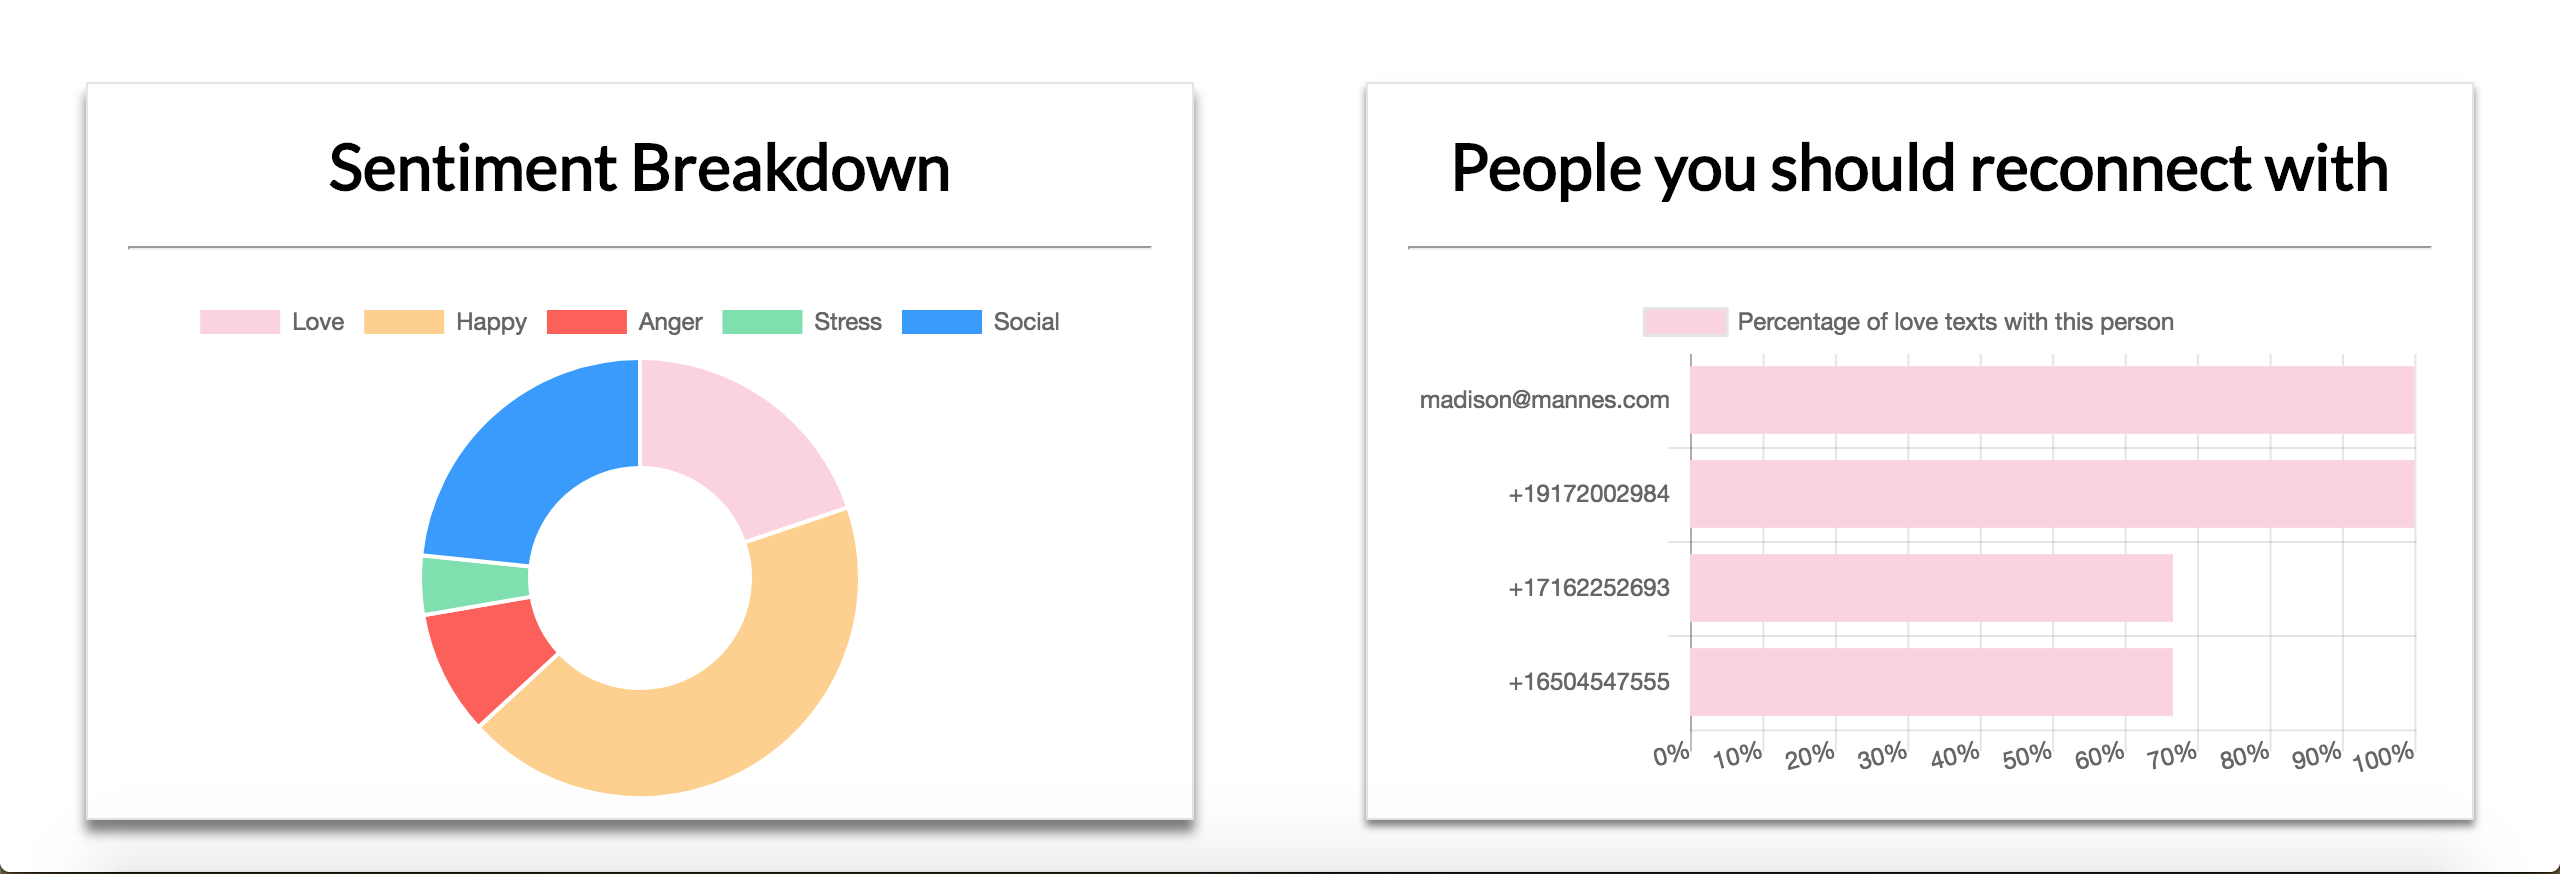 Sentiment Breakdown
Love Happy Anger Stress Social
People you should reconnect with
Percentage of love texts with this person
madison@mannes.com
+19172002984
+17162252693
+16504547555
0% 10% 20% 30% 40% 50% 60% 70% 80% 90% 100%